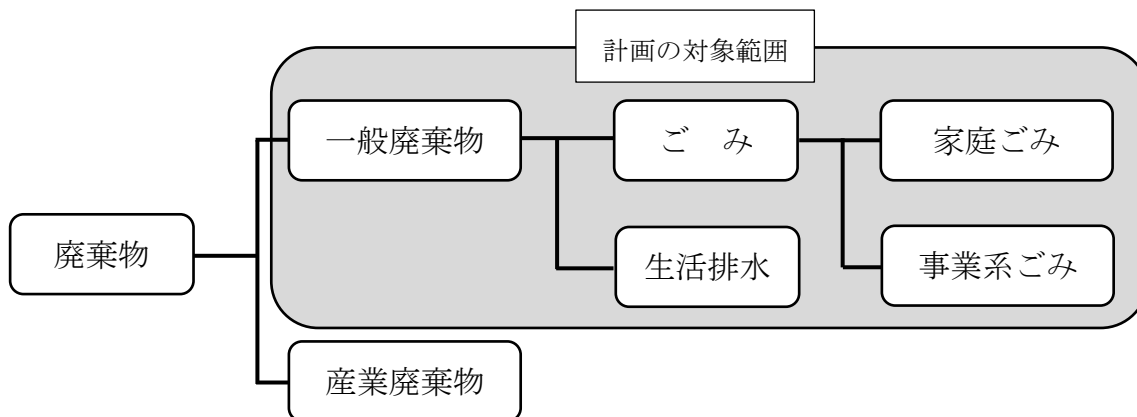 計画の対象範囲
一般廃棄物
ご　み
家庭ごみ
廃棄物
生活排水
事業系ごみ
産業廃棄物